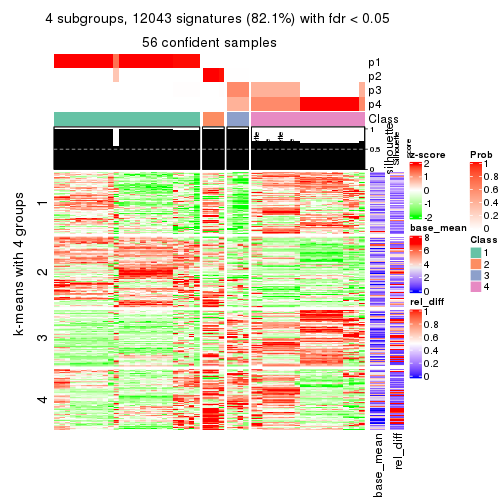 4 subgroups, 12043 signatures (82.1%) with fdr < 0.05
56 confident samples
p1
p2
p3
p4
Class
1
0.5
0
silhouette
Silhouette
score
k-means with 4 groups
1
2
3
4
base_mean
rel_diff
z-score
2
1
0
-1
-2
base_mean
8
6
4
2
0
rel_diff
1
0.8
0.6
0.4
0.2
0
Prob
1
0.8
0.6
0.4
0.2
0
Class
1
2
3
4